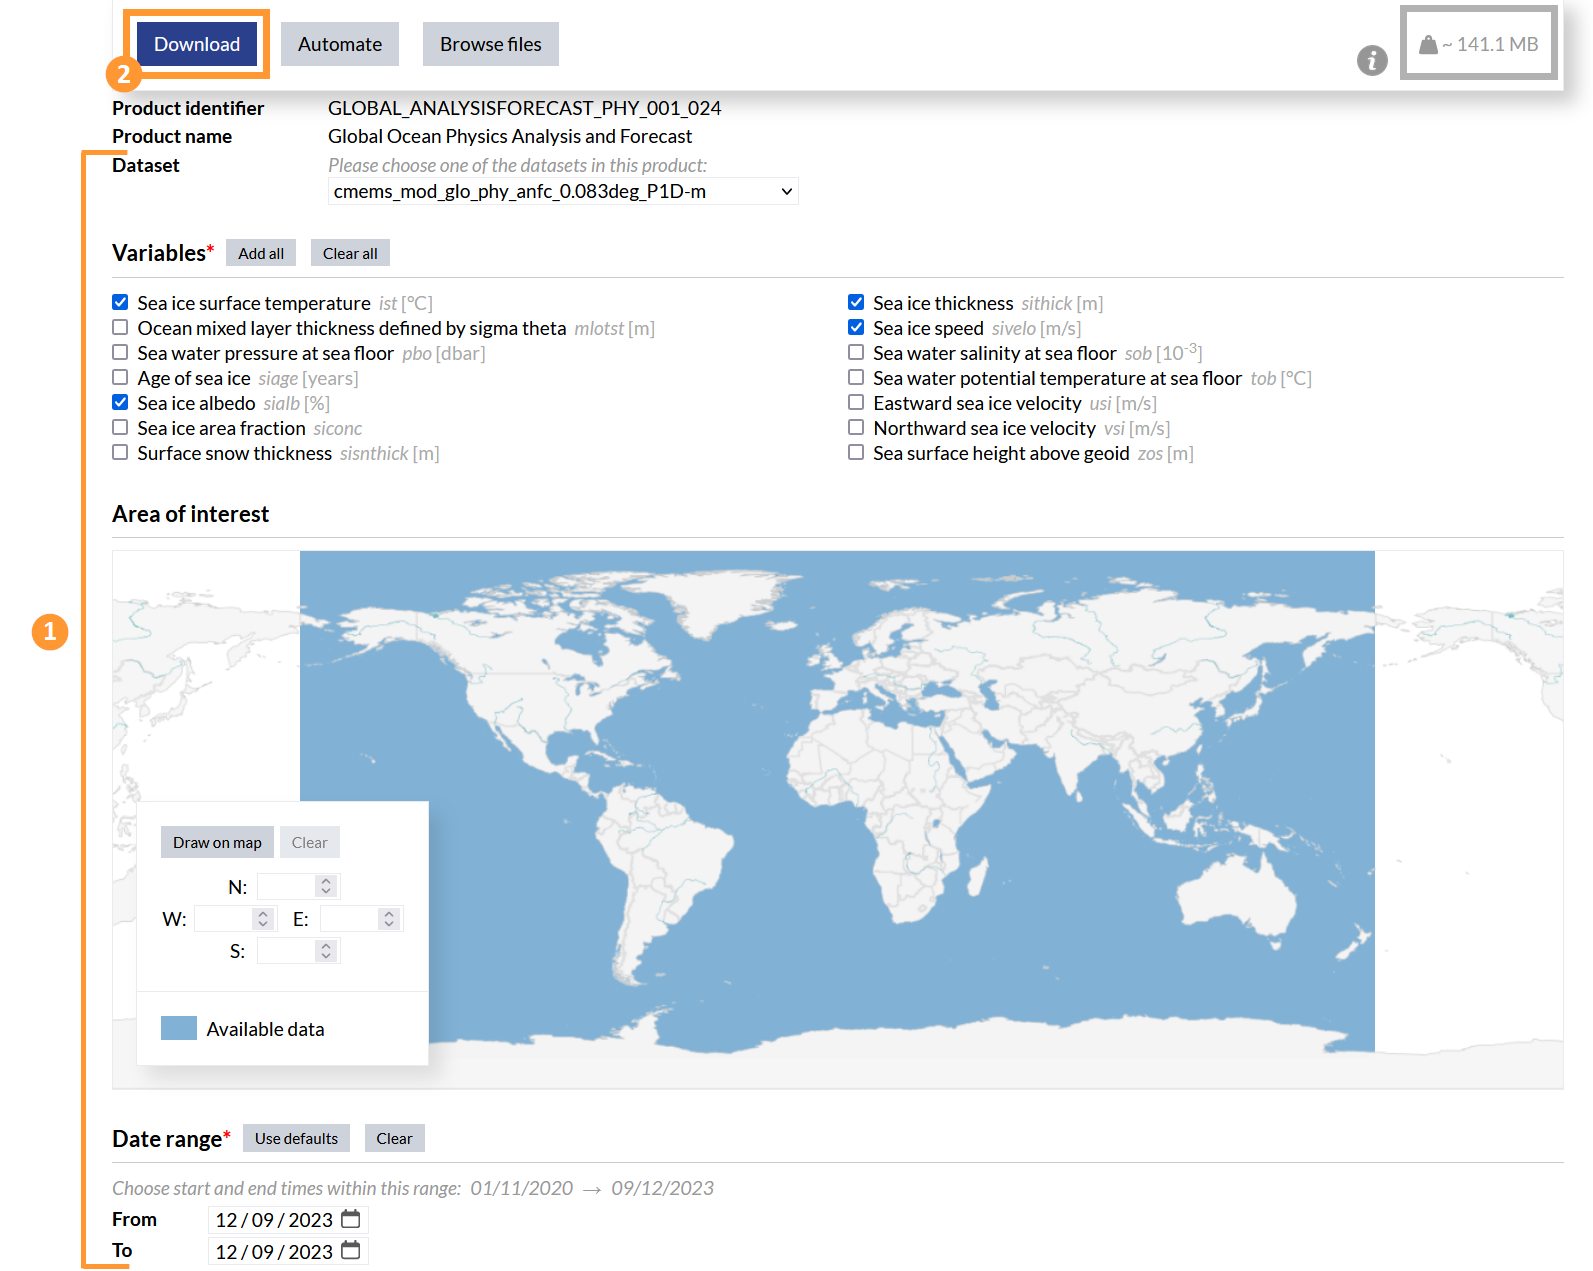 Download Automate Browse files ~ 141.1 MB
2
Product identifier GLOBAL_ANALYSISFORECAST_PHY_001_024
Product name Global Ocean Physics Analysis and Forecast
Dataset Please choose one of the datasets in this product:
cmems_mod_glo_phy_anfc_0.083deg_P1D-m
Variables* Add all Clear all
Sea ice surface temperature ist [°C]
Ocean mixed layer thickness defined by sigma theta mlotst [m]
Sea water pressure at sea floor pbo [dbar]
Age of sea ice siage [years]
Sea ice albedo sialb [%]
Sea ice area fraction siconc
Surface snow thickness sisnthick [m]
Sea ice thickness sithick [m]
Sea ice speed sivelo [m/s]
Sea water salinity at sea floor sob [10⁻³]
Sea water potential temperature at sea floor tob [°C]
Eastward sea ice velocity usi [m/s]
Northward sea ice velocity vsi [m/s]
Sea surface height above geoid zos [m]
Area of interest
1
Draw on map Clear
N:
W: E:
S:
Available data
Date range* Use defaults Clear
Choose start and end times within this range: 01/11/2020 → 09/12/2023
From 12/09/2023
To 12/09/2023